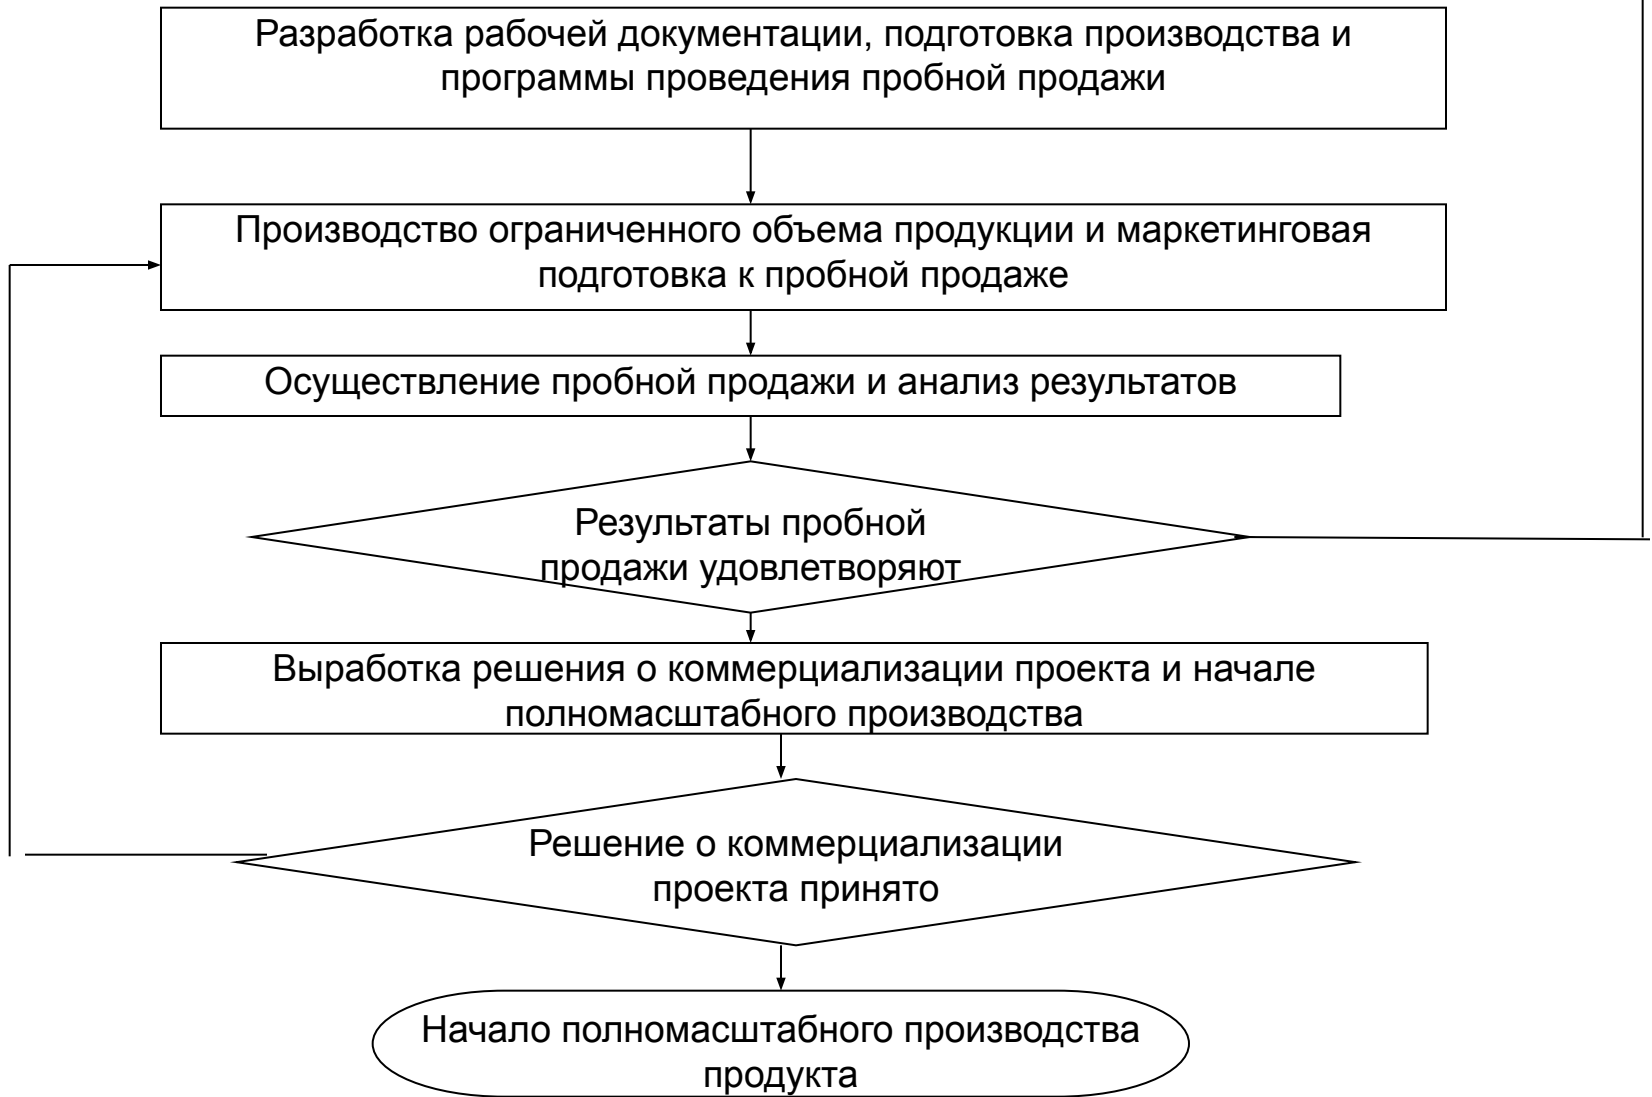 Разработка рабочей документации, подготовка производства и
программы проведения пробной продажи
Производство ограниченного объема продукции и маркетинговая
подготовка к пробной продаже
Осуществление пробной продажи и анализ результатов
Результаты пробной
продажи удовлетворяют
Выработка решения о коммерциализации проекта и начале
полномасштабного производства
Решение о коммерциализации
проекта принято
Начало полномасштабного производства
продукта